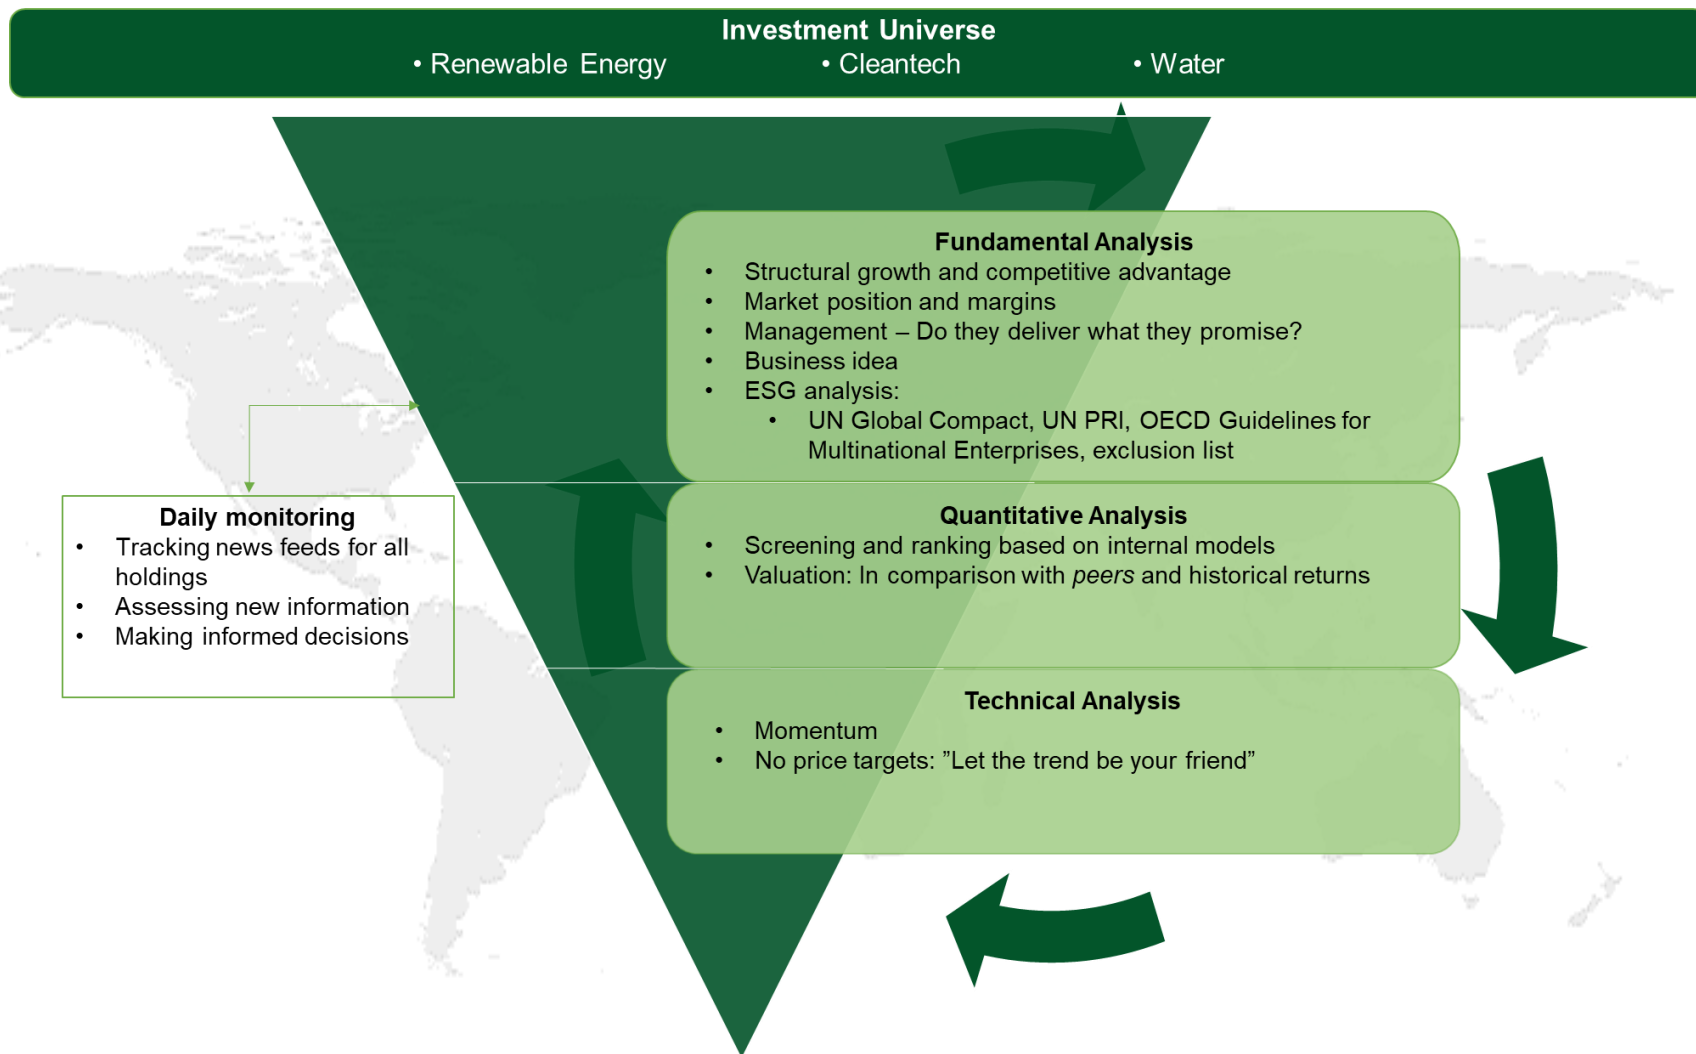 Investment Universe
• Renewable Energy • Cleantech • Water
Fundamental Analysis
• Structural growth and competitive advantage
• Market position and margins
• Management – Do they deliver what they promise?
• Business idea
• ESG analysis:
• UN Global Compact, UN PRI, OECD Guidelines for
Multinational Enterprises, exclusion list
Daily monitoring
• Tracking news feeds for all
holdings
• Assessing new information
• Making informed decisions
Quantitative Analysis
• Screening and ranking based on internal models
• Valuation: In comparison with peers and historical returns
Technical Analysis
• Momentum
• No price targets: ”Let the trend be your friend”